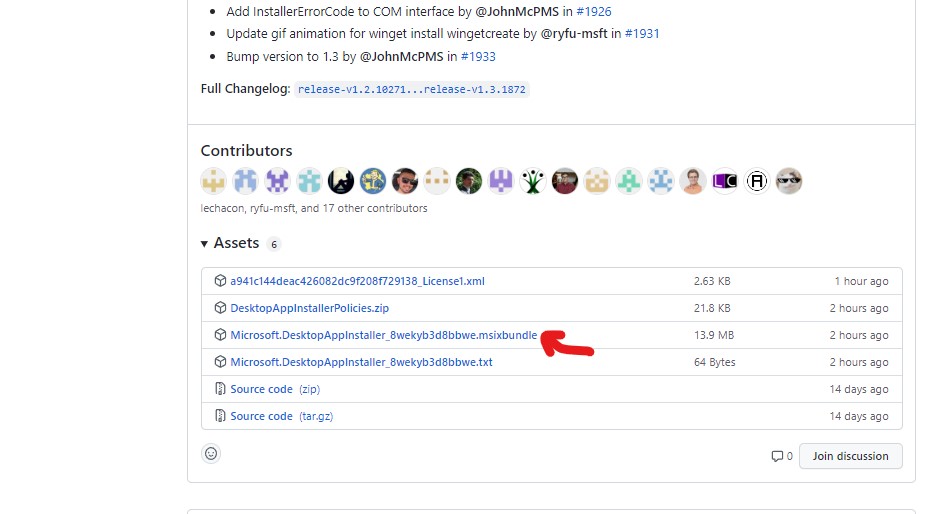 Add InstallerErrorCode to COM interface by @JohnMcPMS in #1926
Update gif animation for winget install wingetcreate by @ryfu-msft in #1931
Bump version to 1.3 by @JohnMcPMS in #1933
Full Changelog: release-v1.2.10271...release-v1.3.1872
Contributors
lechacon, ryfu-msft, and 17 other contributors
Assets 6
a941c144deac426082dc9f208f729138_License1.xml 2.63 KB 1 hour ago
DesktopAppInstallerPolicies.zip 21.8 KB 2 hours ago
Microsoft.DesktopAppInstaller_8wekyb3d8bbwe.msixbundle 13.9 MB 2 hours ago
Microsoft.DesktopAppInstaller_8wekyb3d8bbwe.txt 64 Bytes 2 hours ago
Source code (zip) 14 days ago
Source code (tar.gz) 14 days ago
0 Join discussion